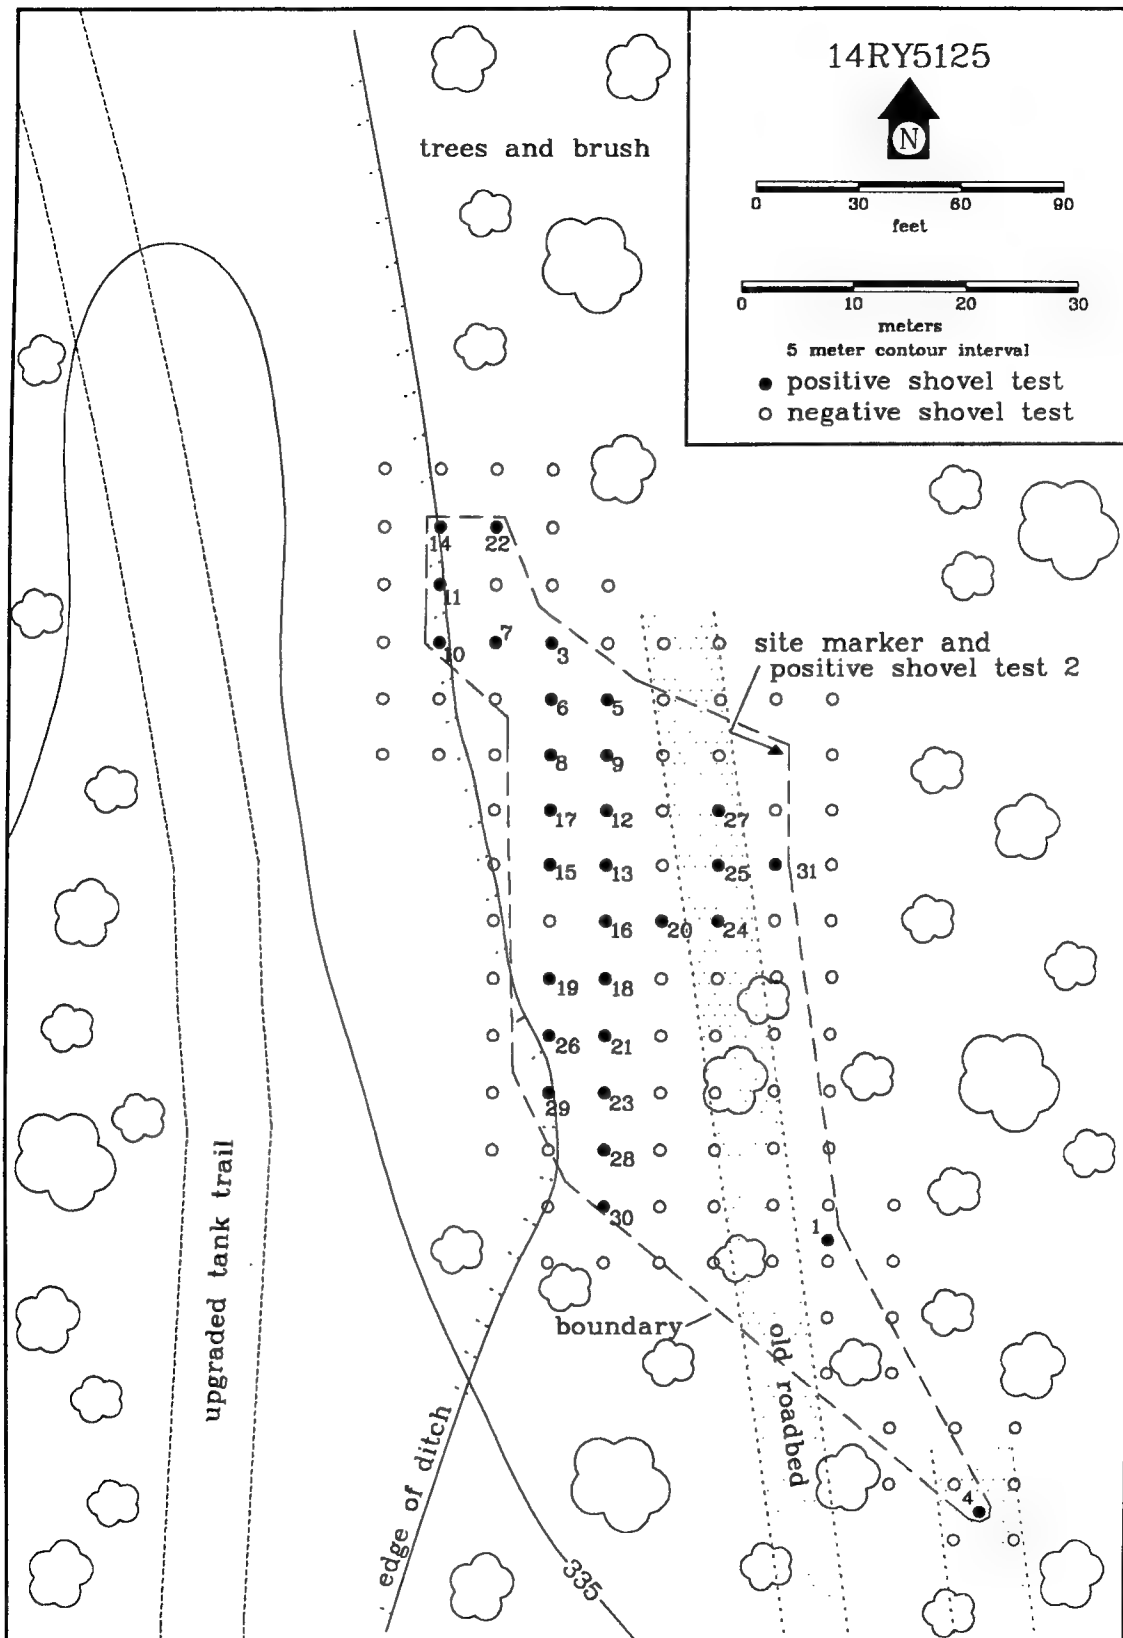 14RY5125
N
0 30 60 90
feet
0 10 20 30
meters
5 meter contour interval
positive shovel test
negative shovel test
trees and brush
14 22
11
10 7 3
site marker and
positive shovel test 2
6 5
8 9
17 12 27
15 13 25 31
16 20 24
19 18
26 21
29 23
28
30 1
boundary
old roadbed
upgraded tank trail
edge of ditch
4
335